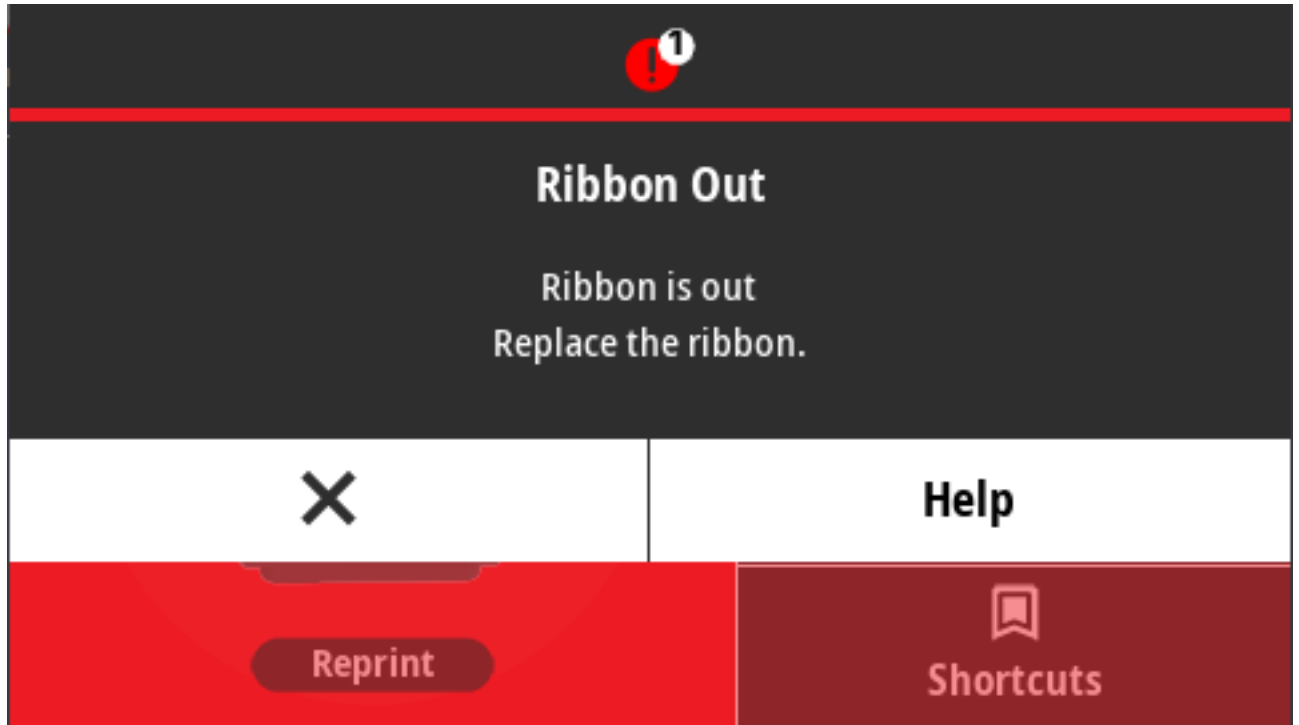 1
Ribbon Out
Ribbon is out
Replace the ribbon.
Help
Reprint
Shortcuts